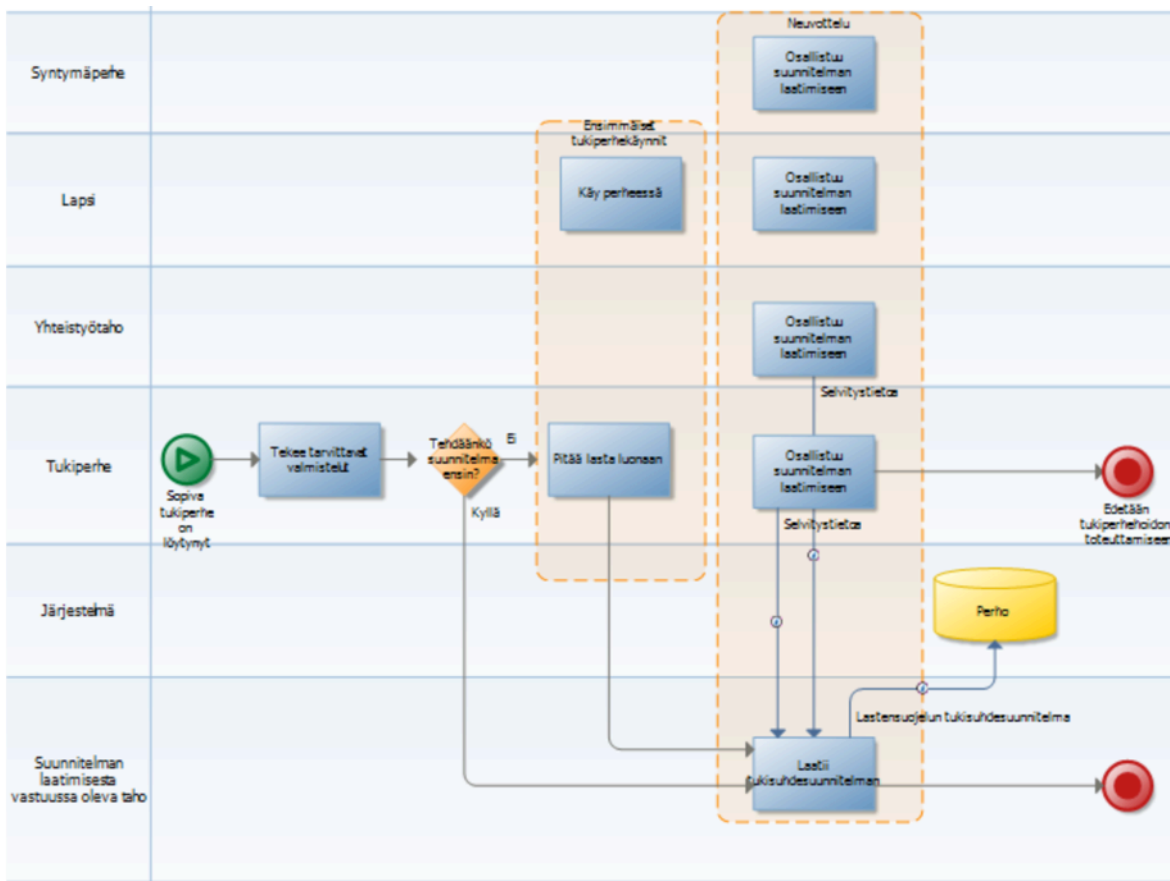 Neuvottelu
Syntymäperhe
Osallistuu
suunnitelman
laatimiseen
Ensimmäiset
tukiperhekäynnit
Lapsi
Käy perheessä
Osallistuu
suunnitelman
laatimiseen
Yhteistyötaho
Osallistuu
suunnitelman
laatimiseen
Selvitystietoa
Tukiperhe
Sopiva
tukiperhe
on
löytynyt
Tekee tarvittavat
valmistelut
Tehdäänkö
suunnitelma
ensin?
Ei
Kyllä
Pitää lasta luonaan
Osallistuu
suunnitelman
laatimiseen
Selvitystietoa
Edetään
tukiperhehoidon
toteuttamiseen
Järjestelmä
Perho
Lastensuojelun tukisuhdesuunnitelma
Suunnitelman
laatimisesta
vastuussa oleva taho
Laatii
tukisuhdesuunnitelman